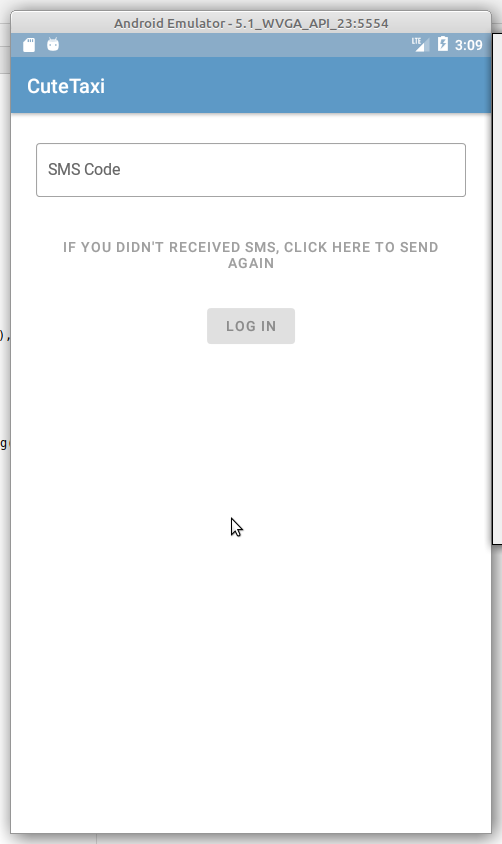 Android Emulator - 5.1_WVGA_API_23:5554
LTE 3:09
CuteTaxi
SMS Code
IF YOU DIDN'T RECEIVED SMS, CLICK HERE TO SEND
AGAIN
),
LOG IN
g(